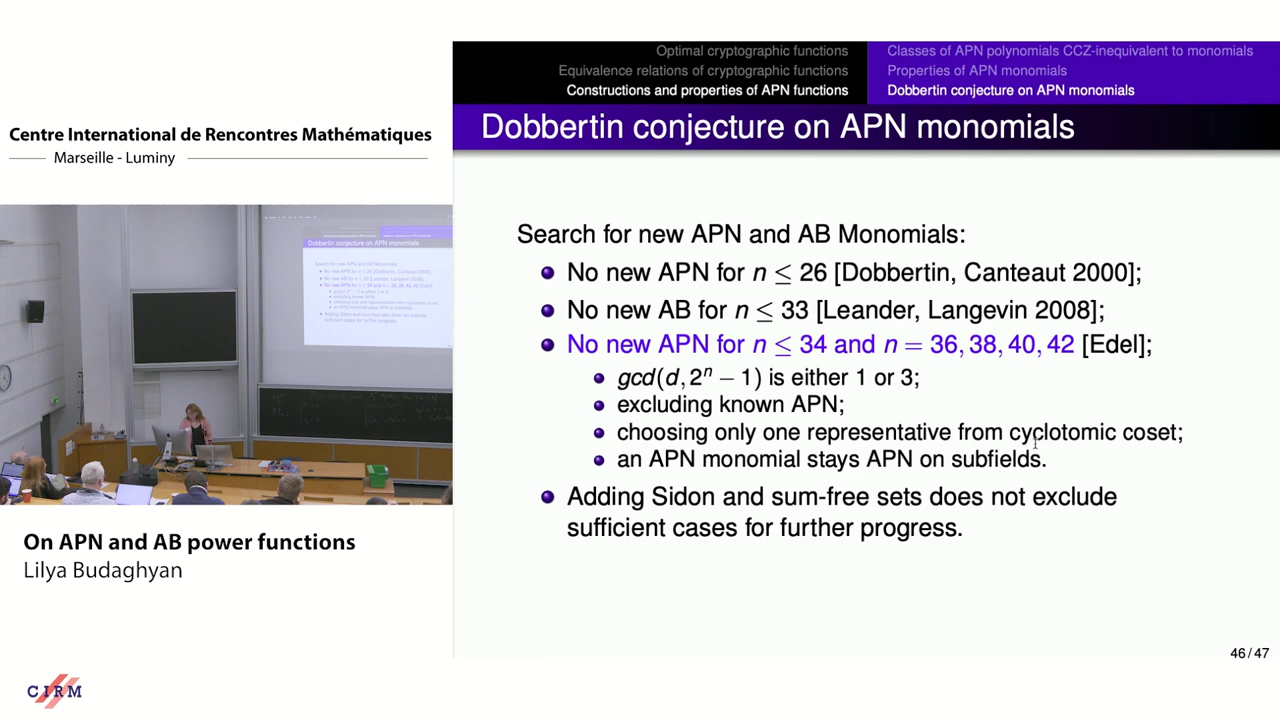 Centre International de Rencontres Mathématiques
Marseille - Luminy
On APN and AB power functions
Lilya Budaghyan
CIRM
Optimal cryptographic functions
Equivalence relations of cryptographic functions
Constructions and properties of APN functions
Classes of APN polynomials CCZ-inequivalent to monomials
Properties of APN monomials
Dobbertin conjecture on APN monomials
Dobbertin conjecture on APN monomials
Search for new APN and AB Monomials:
No new APN for n ≤ 26 [Dobbertin, Canteaut 2000];
No new AB for n ≤ 33 [Leander, Langevin 2008];
No new APN for n ≤ 34 and n = 36, 38, 40, 42 [Edel];
gcd(d, 2ⁿ − 1) is either 1 or 3;
excluding known APN;
choosing only one representative from cyclotomic coset;
an APN monomial stays APN on subfields.
Adding Sidon and sum-free sets does not exclude
sufficient cases for further progress.
46 / 47